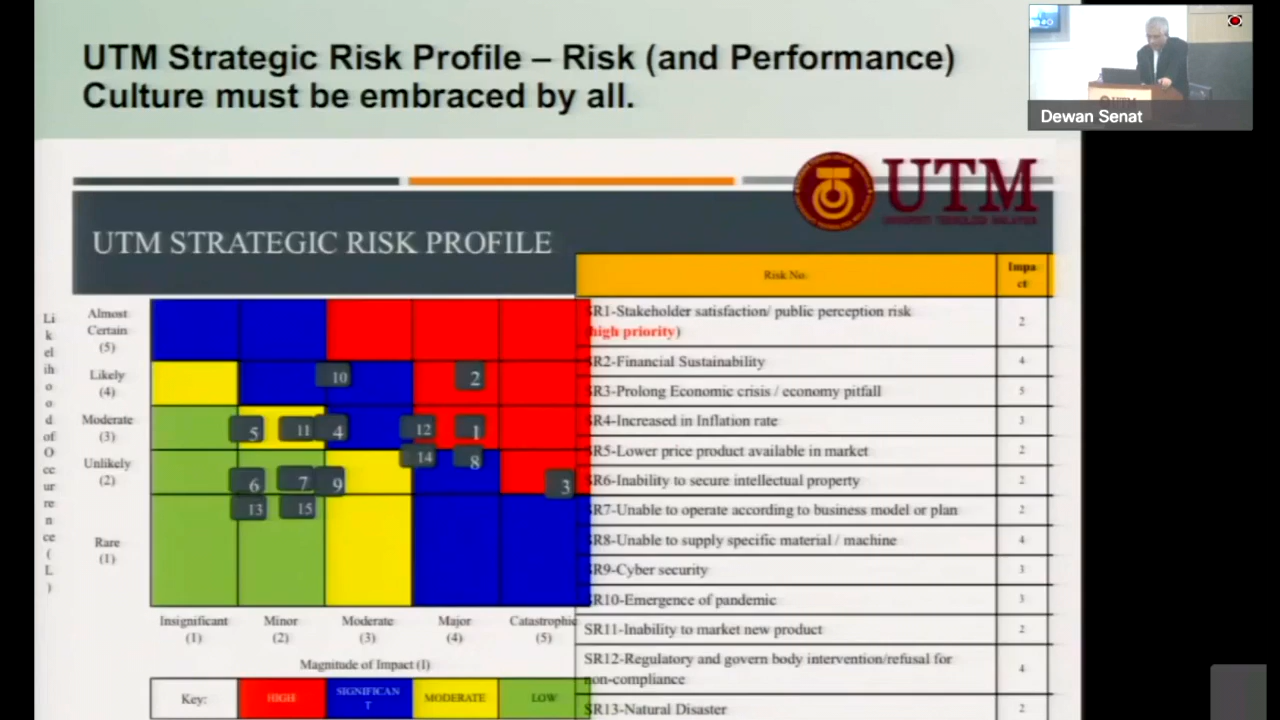 UTM Strategic Risk Profile – Risk (and Performance)
Culture must be embraced by all.
Dewan Senat
UTM
UNIVERSITI TEKNOLOGI MALAYSIA
UTM STRATEGIC RISK PROFILE
Risk No.
Impa
ct
Likelihood of Occurrence (L)
Almost
Certain
(5)
Likely
(4)
Moderate
(3)
Unlikely
(2)
Rare
(1)
10
2
5
11
4
12
1
14
8
6
7
9
3
13
15
Insignificant
(1)
Minor
(2)
Moderate
(3)
Major
(4)
Catastrophic
(5)
Magnitude of Impact (I)
Key:
HIGH
SIGNIFICAN
T
MODERATE
LOW
SR1-Stakeholder satisfaction/ public perception risk
(high priority)
2
SR2-Financial Sustainability
4
SR3-Prolong Economic crisis / economy pitfall
5
SR4-Increased in Inflation rate
3
SR5-Lower price product available in market
2
SR6-Inability to secure intellectual property
2
SR7-Unable to operate according to business model or plan
2
SR8-Unable to supply specific material / machine
4
SR9-Cyber security
3
SR10-Emergence of pandemic
3
SR11-Inability to market new product
2
SR12-Regulatory and govern body intervention/refusal for
non-compliance
4
SR13-Natural Disaster
2